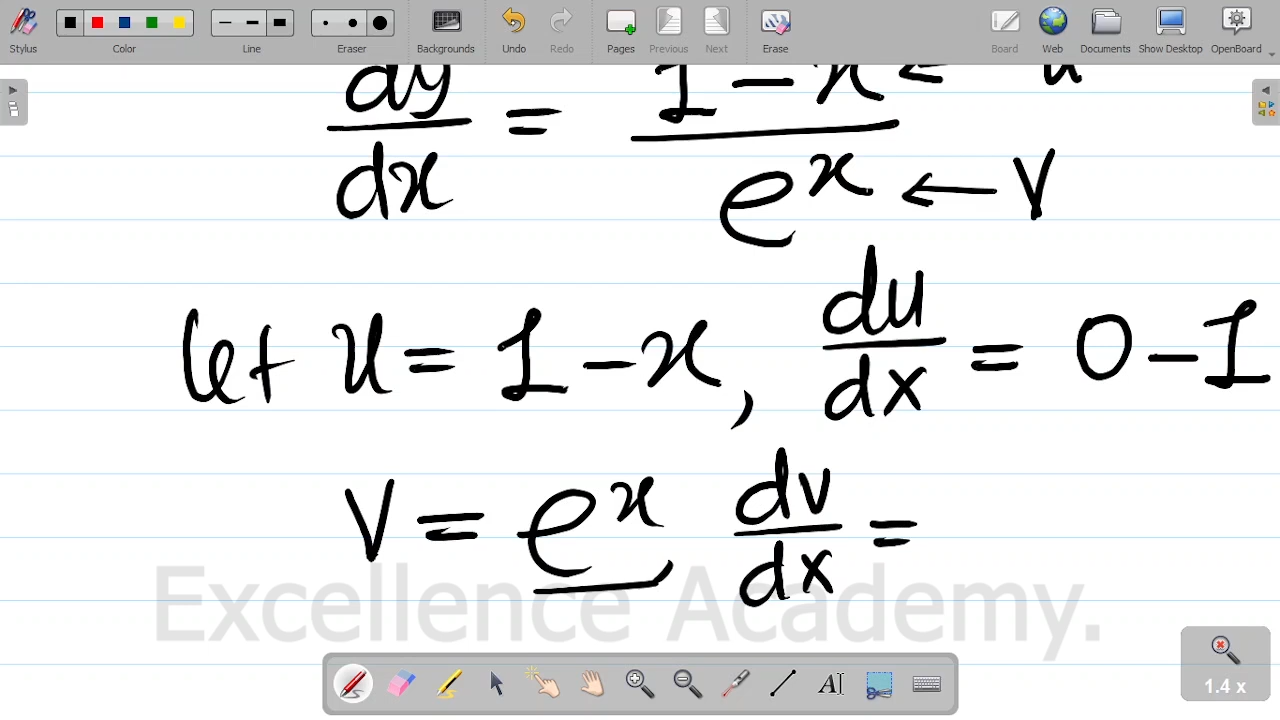 Stylus Color Line Eraser Backgrounds Undo Redo Pages Previous Next Erase Board Web Documents Show Desktop OpenBoard
dy/dx = (1 - x)/e^x ← u
← v
let u = 1 - x, du/dx = 0 - 1
v = e^x, dv/dx =
Excellence Academy.
1.4 x